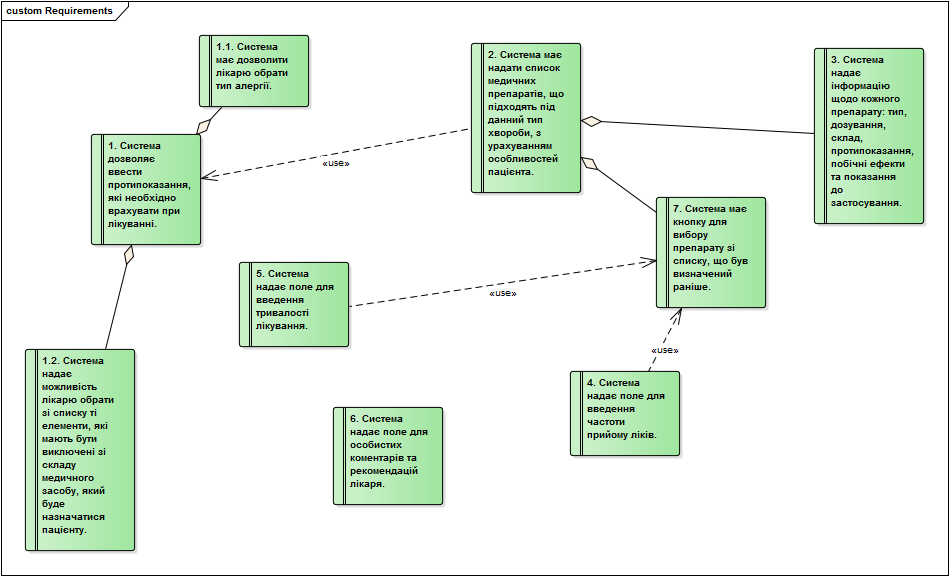 custom Requirements
1.1. Система
має дозволити
лікарю обрати
тип алергії.
2. Система має
надати список
медичних
препаратів, що
підходять під
данний тип
хвороби, з
урахуванням
особливостей
пацієнта.
3. Система
надає
інформацію
щодо кожного
препарату: тип,
дозування,
склад,
протипоказання,
побічні ефекти
та показання
до
застосування.
1. Система
дозволяє
ввести
протипоказання,
які необхідно
врахувати при
лікуванні.
«use»
7. Система має
кнопку для
вибору
препарату зі
списку, що був
визначений
раніше.
5. Система
надає поле для
введення
тривалості
лікування.
«use»
«use»
1.2. Система
надає
можливість
лікарю обрати
зі списку ті
елементи, які
мають бути
виключені зі
складу
медичного
засобу, який
буде
назначатися
пацієнту.
6. Система
надає поле для
особистих
коментарів та
рекомендацій
лікаря.
4. Система
надає поле для
введення
частоти
прийому ліків.